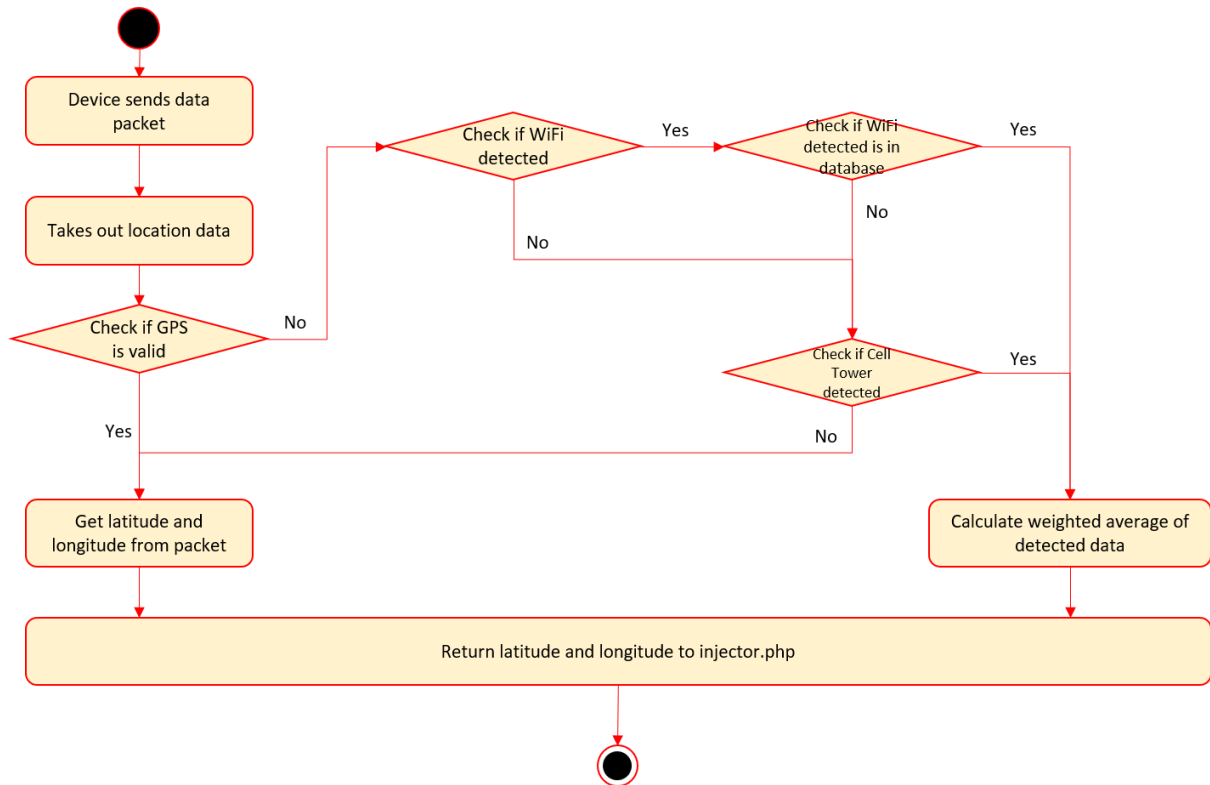 Device sends data
packet
Takes out location data
Check if GPS
is valid
No
Yes
Check if WiFi
detected
Yes
No
Check if WiFi
detected is in
database
Yes
No
Check if Cell
Tower
detected
Yes
No
Get latitude and
longitude from packet
Calculate weighted average of
detected data
Return latitude and longitude to injector.php